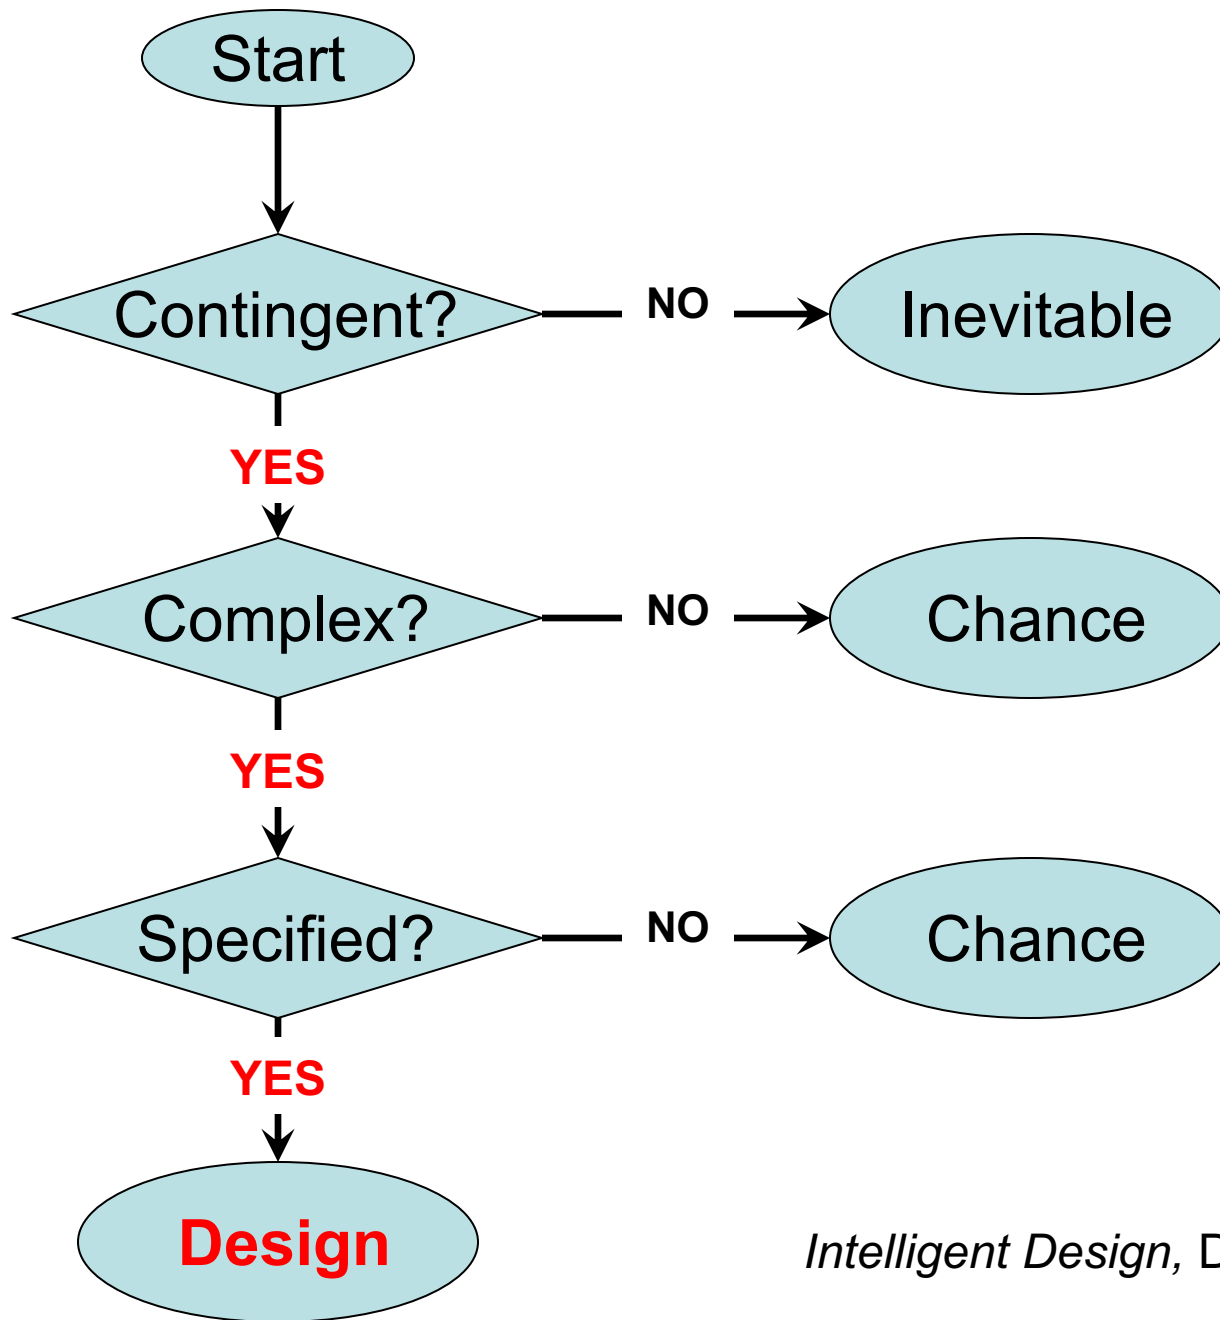 Start
Contingent?
NO
Inevitable
YES
Complex?
NO
Chance
YES
Specified?
NO
Chance
YES
Design
Intelligent Design, D